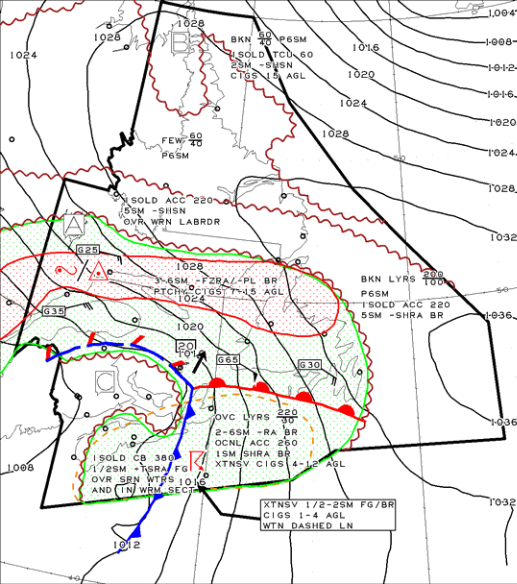 1028
1028
1024
B
BKN 60/40 P6SM
ISOLD TCU 60
2SM -SHSN
CIGS 15 AGL
1016
1020
1024
1028
1004
1008
1012
1016
1020
1024
1028
1032
1036
1036
FEW 60/40
P6SM
50
50
ISOLD ACC 220
5SM -SHSN
OVR WRN LABRDR
A
G25
G35
1028
3-6SM -FZRA/-PL BR
PTCHY CIGS 7-15 AGL
1024
1020
BKN LYRS 200/100
P6SM
ISOLD ACC 220
5SM -SHRA BR
20
G65
G30
C
OVC LYRS 220/30
2-6SM -RA BR
OCNL ACC 260
1SM SHRA BR
XTNSV CIGS 4-12 AGL
ISOLD CB 380
1/2SM -TSRA FG
OVR SRN WTRS
AND IN WRM SECT
1016
1008
1012
XTNSV 1/2-2SM FG/BR
CIGS 1-4 AGL
WTN DASHED LN
40